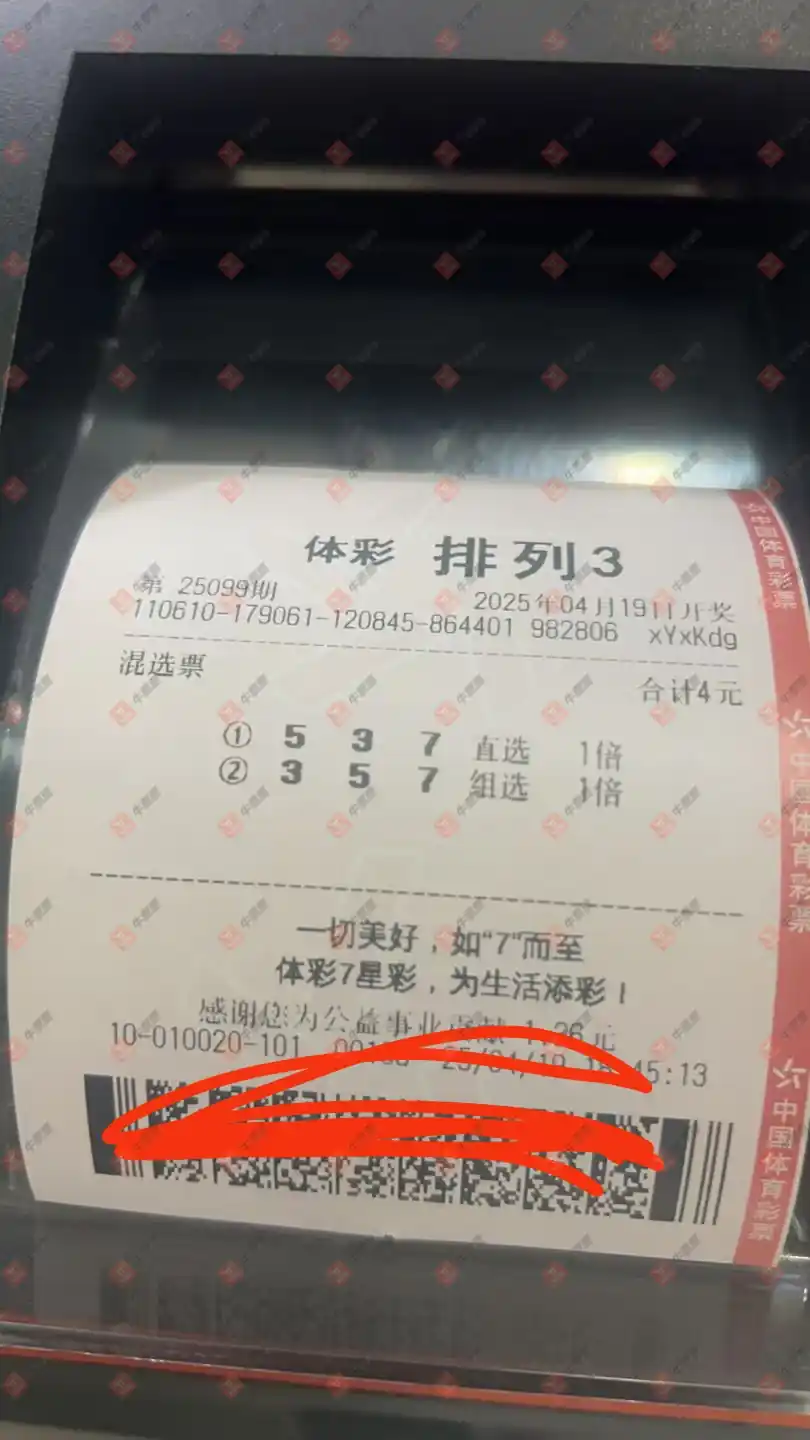 体彩 排列3
第 25099期
2025年04月19日开奖
110610-179061-120845-864401 982806 xYxKdg
混选票
合计4元
① 5 3 7 直选 1倍
② 3 5 7 组选 1倍
一切美好，如“7”而至
体彩7星彩，为生活添彩！
感谢您为公益事业贡献 1.36元
10-010020-101
45:13
中国体育彩票
中国体育彩票
中国体育彩票